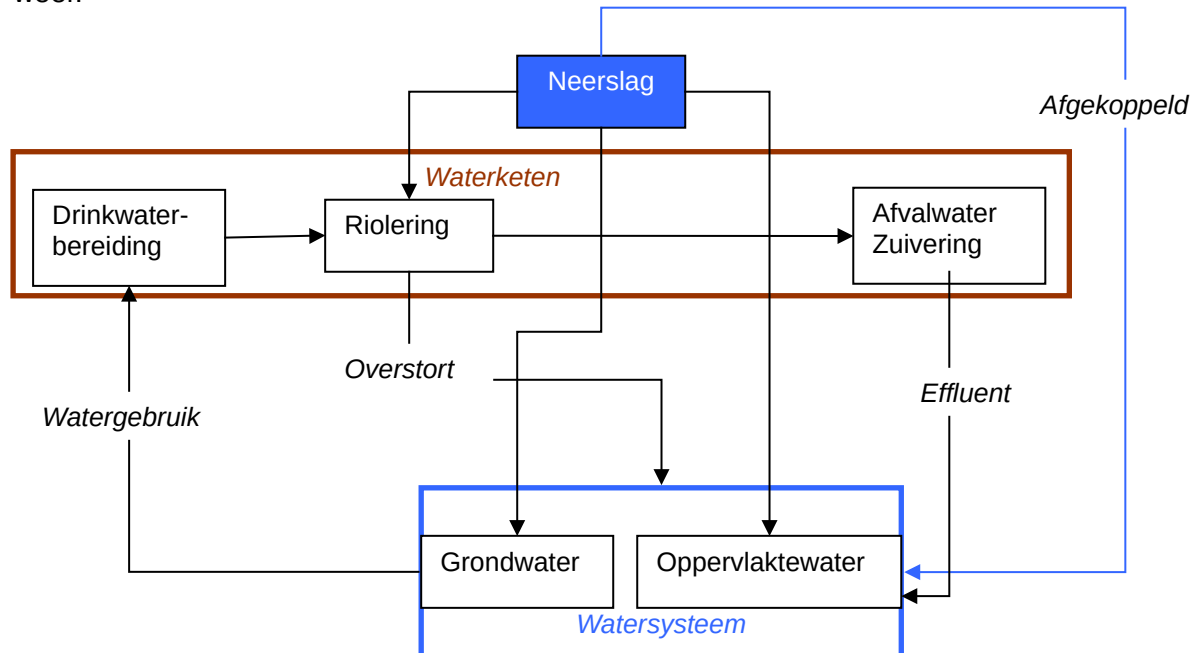 Neerslag
Afgekoppeld
Waterketen
Drinkwater-
bereiding
Riolering
Afvalwater
Zuivering
Overstort
Effluent
Watergebruik
Grondwater
Oppervlaktewater
Watersysteem